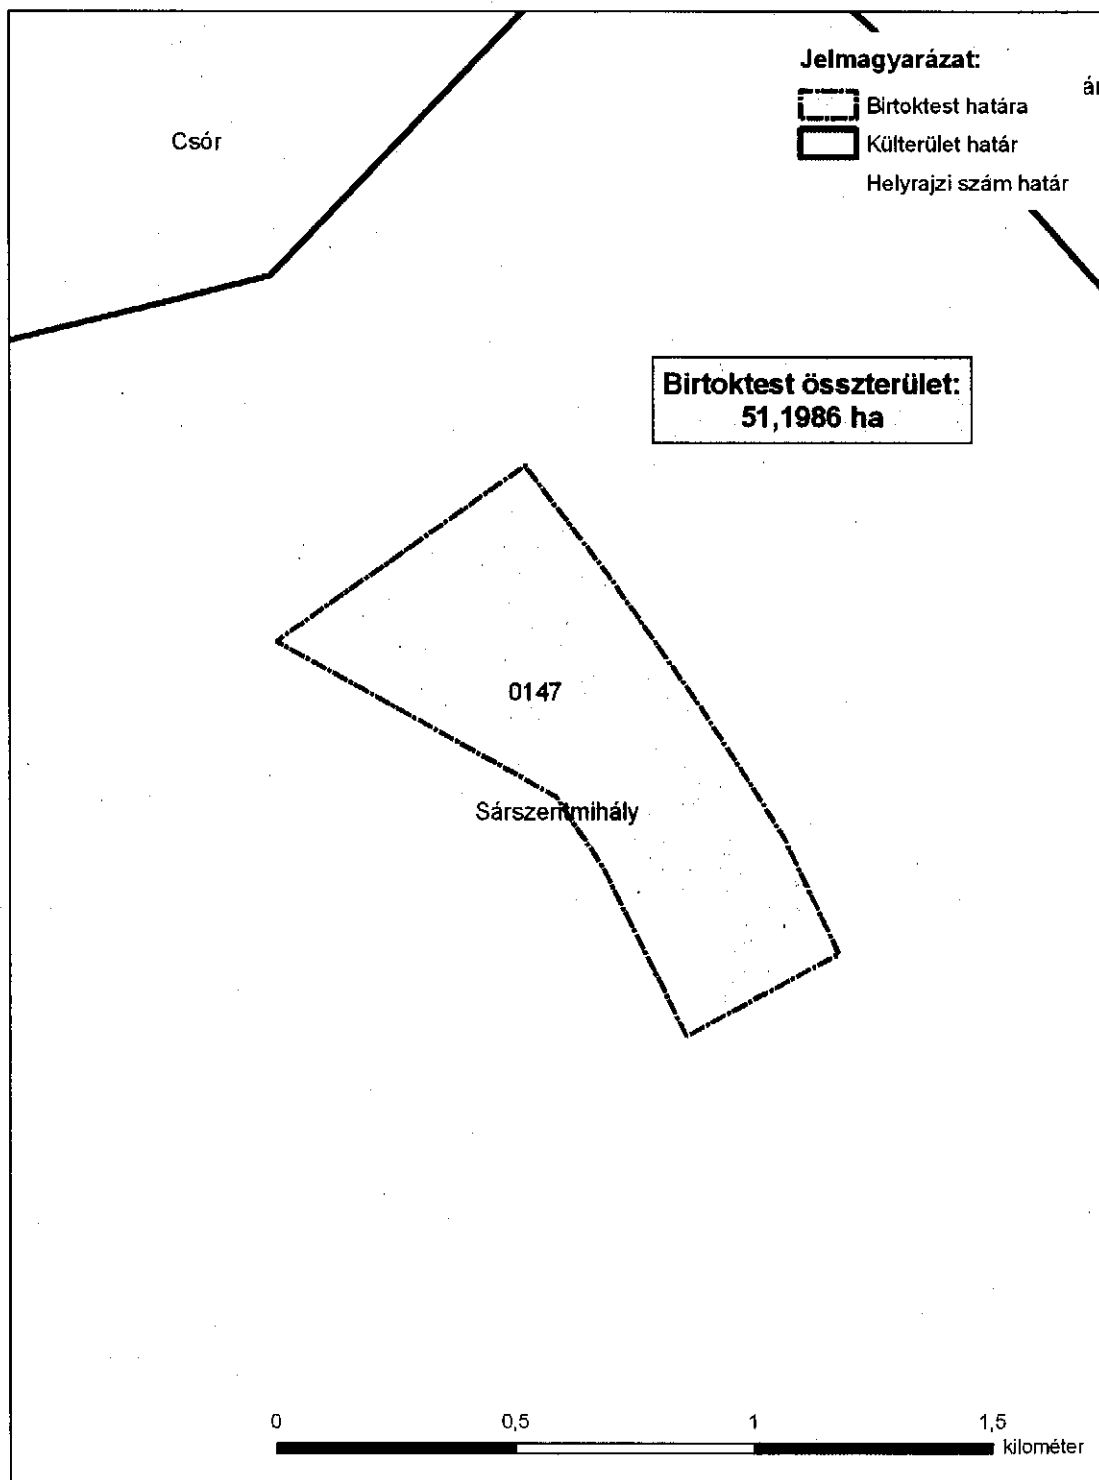 Csór
Jelmagyarázat:
Birtoktest határa
Külterület határ
Helyrajzi szám határ
Birtoktest összterület:
51,1986 ha
0147
Sárszentmihály
0 0,5 1 1,5
kilométer